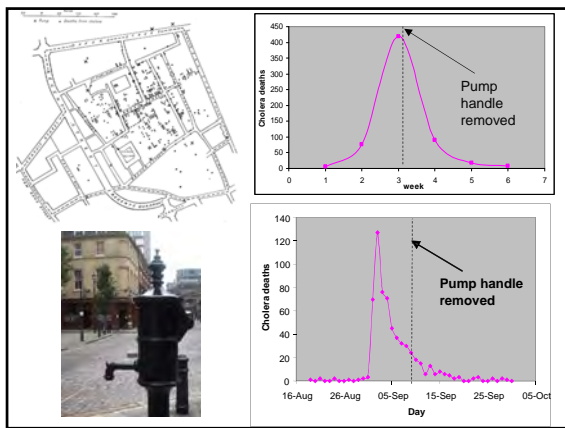 450
400
350
300
250
200
150
100
50
0
Cholera deaths
0 1 2 3 4 5 6 7
week
Pump
handle
removed
140
120
100
80
60
40
20
0
Cholera deaths
16-Aug 26-Aug 05-Sep 15-Sep 25-Sep 05-Oct
Day
Pump handle
removed